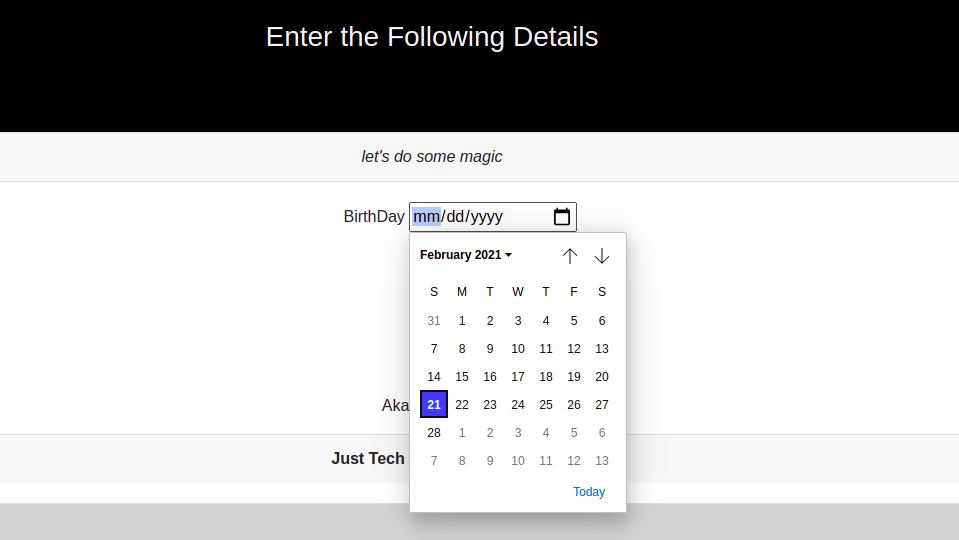 Enter the Following Details
let's do some magic
BirthDay mm/dd/yyyy
February 2021
S M T W T F S
31 1 2 3 4 5 6
7 8 9 10 11 12 13
14 15 16 17 18 19 20
Aka
21 22 23 24 25 26 27
28 1 2 3 4 5 6
Just Tech
7 8 9 10 11 12 13
Today